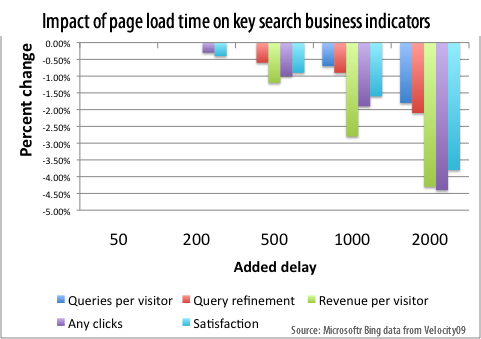 Impact of page load time on key search business indicators
Percent change
0.00%
-0.50%
-1.00%
-1.50%
-2.00%
-2.50%
-3.00%
-3.50%
-4.00%
-4.50%
-5.00%
50 200 500 1000 2000
Added delay
Queries per visitor Query refinement Revenue per visitor
Any clicks Satisfaction
Source: Microsoftr Bing data from Velocity09